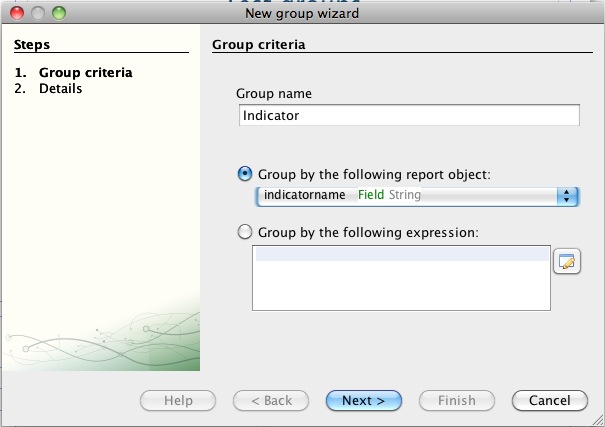 New group wizard
Steps
1. Group criteria
2. Details
Group criteria
Group name
Indicator
Group by the following report object:
indicatorname Field String
Group by the following expression:
Help
< Back
Next >
Finish
Cancel